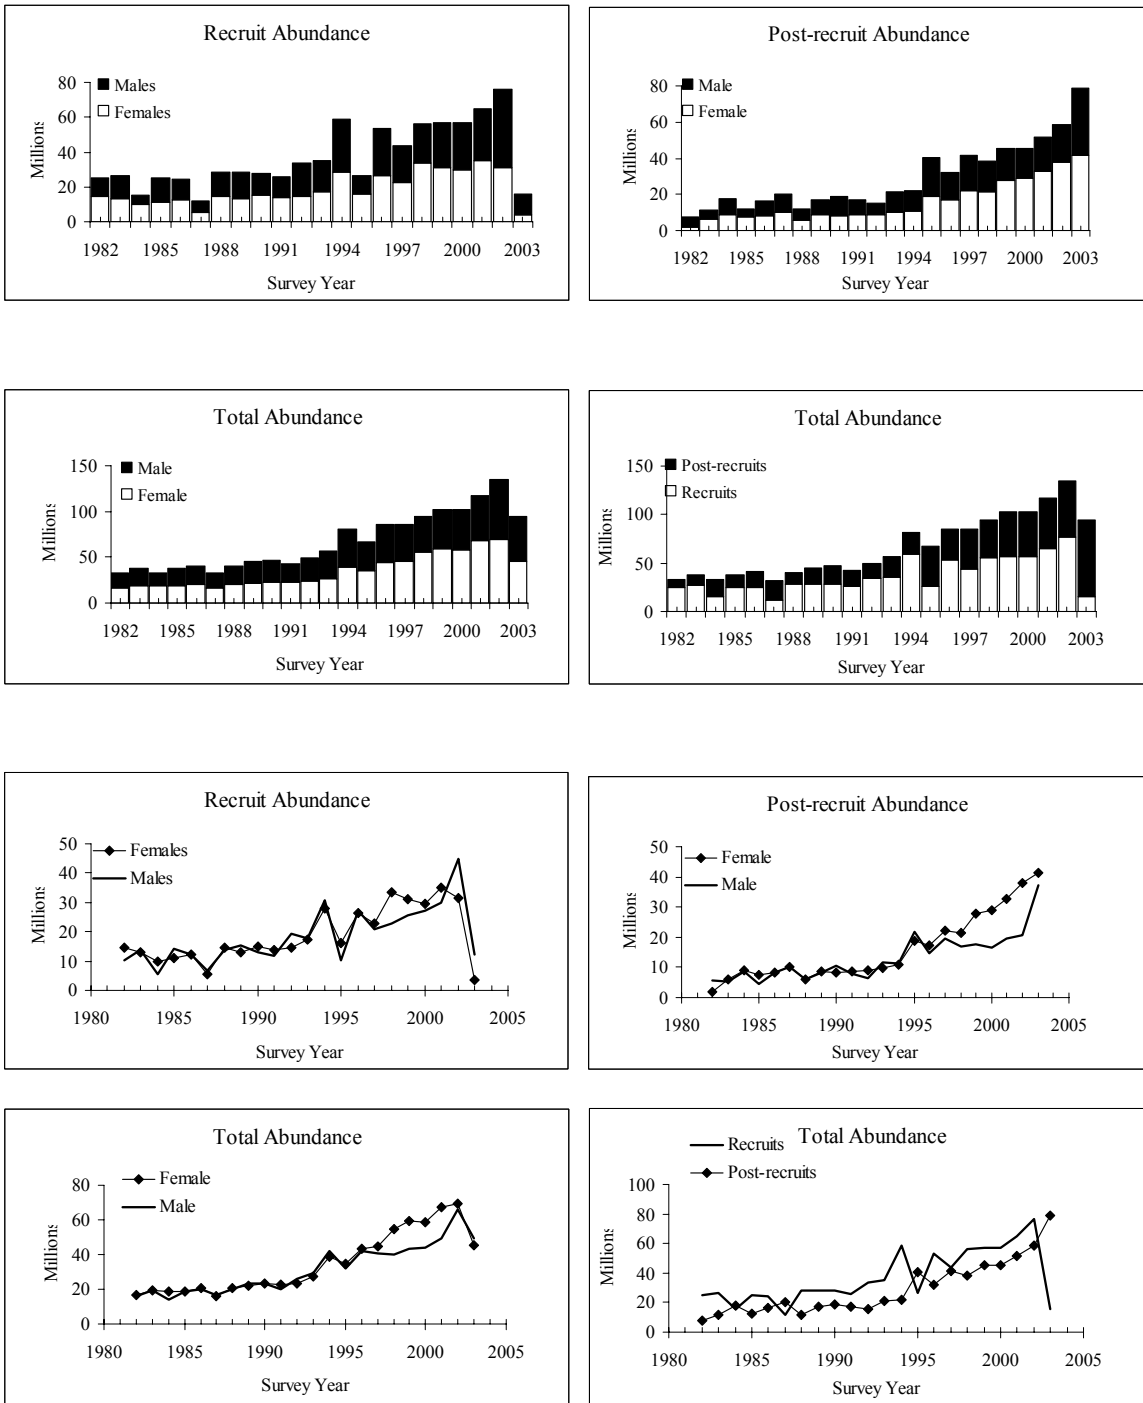 Recruit Abundance
80
60
40
20
0
Millions
Males
Females
1982 1985 1988 1991 1994 1997 2000 2003
Survey Year
Post-recruit Abundance
80
60
40
20
0
Millions
Male
Female
1982 1985 1988 1991 1994 1997 2000 2003
Survey Year
Total Abundance
150
100
50
0
Millions
Male
Female
1982 1985 1988 1991 1994 1997 2000 2003
Survey Year
Total Abundance
150
100
50
0
Millions
Post-recruits
Recruits
1982 1985 1988 1991 1994 1997 2000 2003
Survey Year
Recruit Abundance
50
40
30
20
10
0
Millions
Females
Males
1980 1985 1990 1995 2000 2005
Survey Year
Post-recruit Abundance
50
40
30
20
10
0
Millions
Female
Male
1980 1985 1990 1995 2000 2005
Survey Year
Total Abundance
80
60
40
20
0
Millions
Female
Male
1980 1985 1990 1995 2000 2005
Survey Year
Total Abundance
Recruits
Post-recruits
100
80
60
40
20
0
Millions
1980 1985 1990 1995 2000 2005
Survey Year